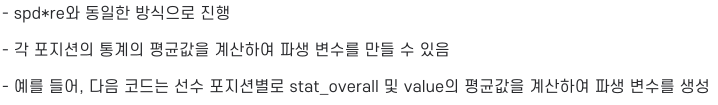 - spd*re와 동일한 방식으로 진행
- 각 포지션의 통계의 평균값을 계산하여 파생 변수를 만들 수 있음
- 예를 들어, 다음 코드는 선수 포지션별로 stat_overall 및 value의 평균값을 계산하여 파생 변수를 생성